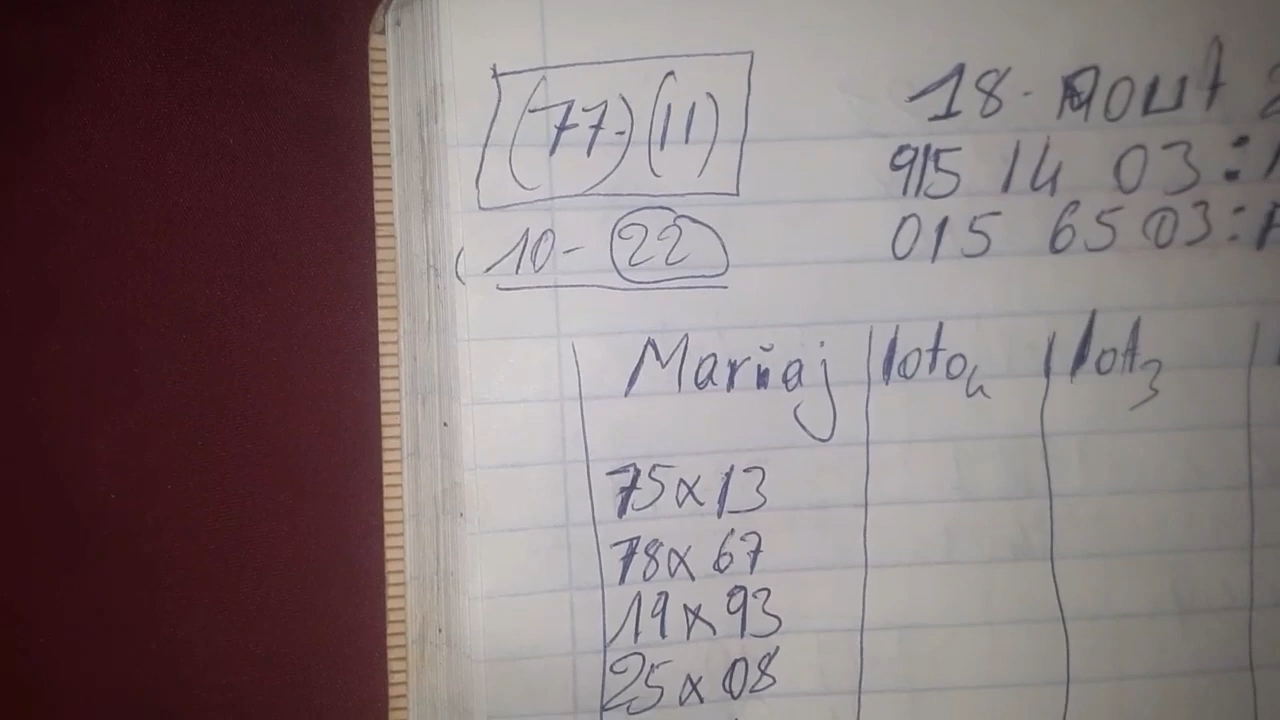 (77-) (11)
18. Aout
915 14 03 :
015 65 03 :
(10 - 22
Mariaj
loto4
lot3
75x13
78x67
19x93
25x08